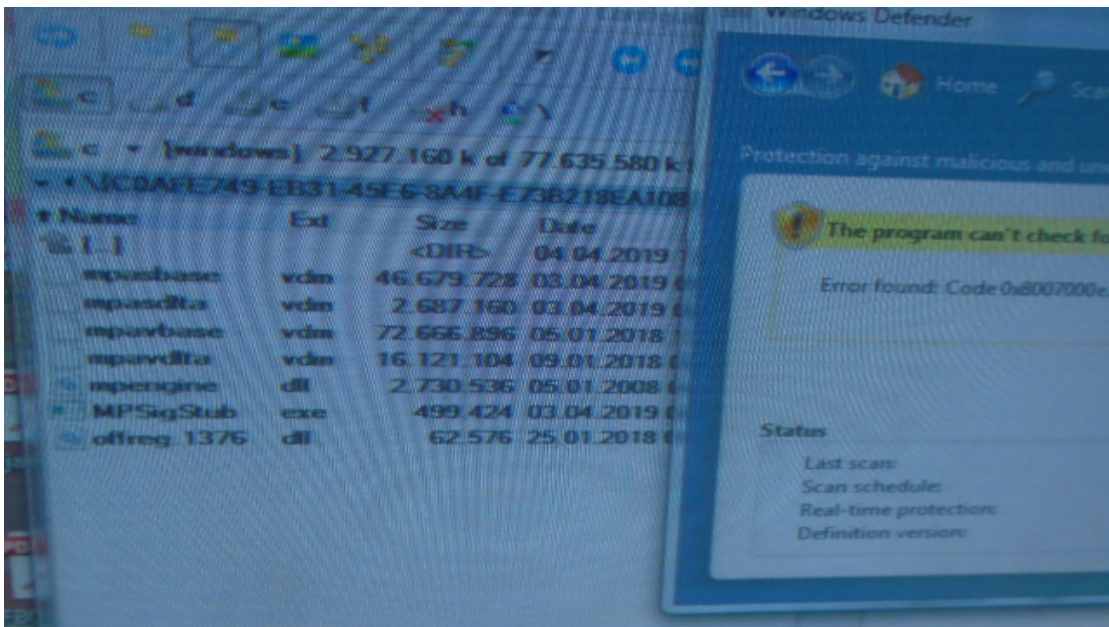 Windows Defender
Home
c d e f h \
c [windows] 2.927.160 k of 77.635.580 k
Protection against malicious and
\{C0AFE749-EB31-45E6-8A4F-E73B218EA108
Name Ext Size Date
[..] <DIR> 04.04.2019
mpasbase vdm 46.679.728 03.04.2019
mpasdlta vdm 2.687.160 03.04.2019
mpavbase vdm 72.666.896 05.01.2018
mpavdlta vdm 16.121.104 09.01.2018
mpengine dll 2.730.536 05.01.2008
MPSigStub exe 499.424 03.04.2019
offreg.1376 dll 62.576 25.01.2018
The program can't check fo
Error found: Code 0x8007000e
Status
Last scan:
Scan schedule:
Real-time protection:
Definition version: